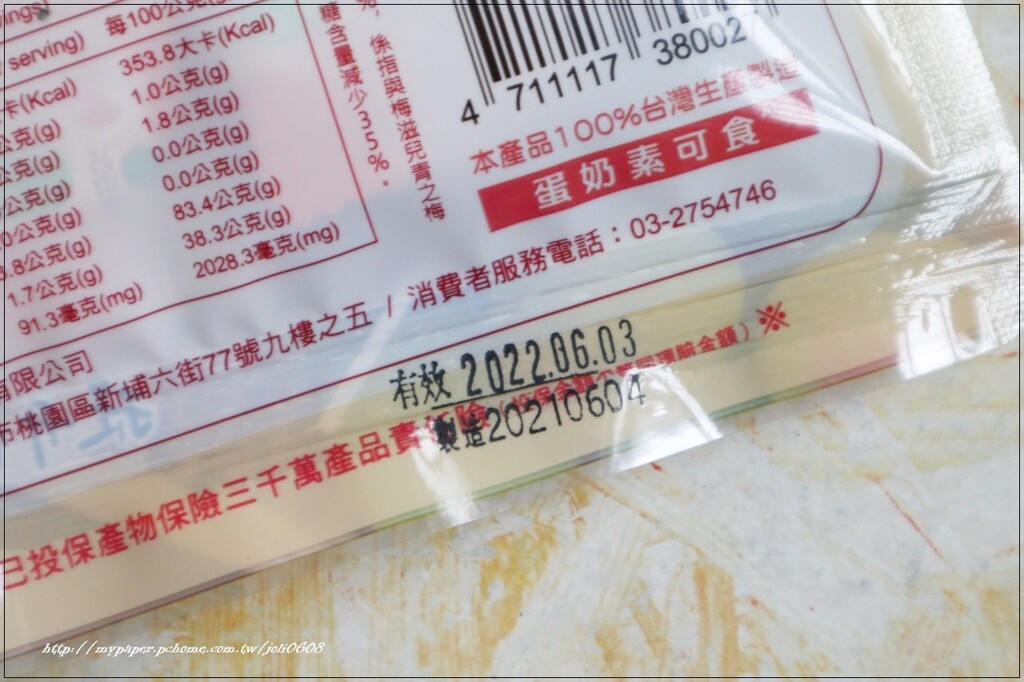 serving)
每100公克
353.8大卡(Kcal)
卡(Kcal)
1.0公克(g)
公克(g)
1.8公克(g)
公克(g)
0.0公克(g)
公克(g)
0.0公克(g)
公克(g)
83.4公克(g)
.8公克(g)
38.3公克(g)
1.7公克(g)
2028.3毫克(mg)
91.3毫克(mg)
係指與梅滋兒青之梅
糖含量減少35%。
4 711117 38002
本產品100%台灣生產製造
蛋奶素可食
消費者服務電話：03-2754746
有限公司
市桃園區新埔六街77號九樓之五 /
有效 2022.06.03
製造20210604
已投保產物保險三千萬產品責任險
理賠金額）※
http://mypaper.pchome.com.tw/joli0608